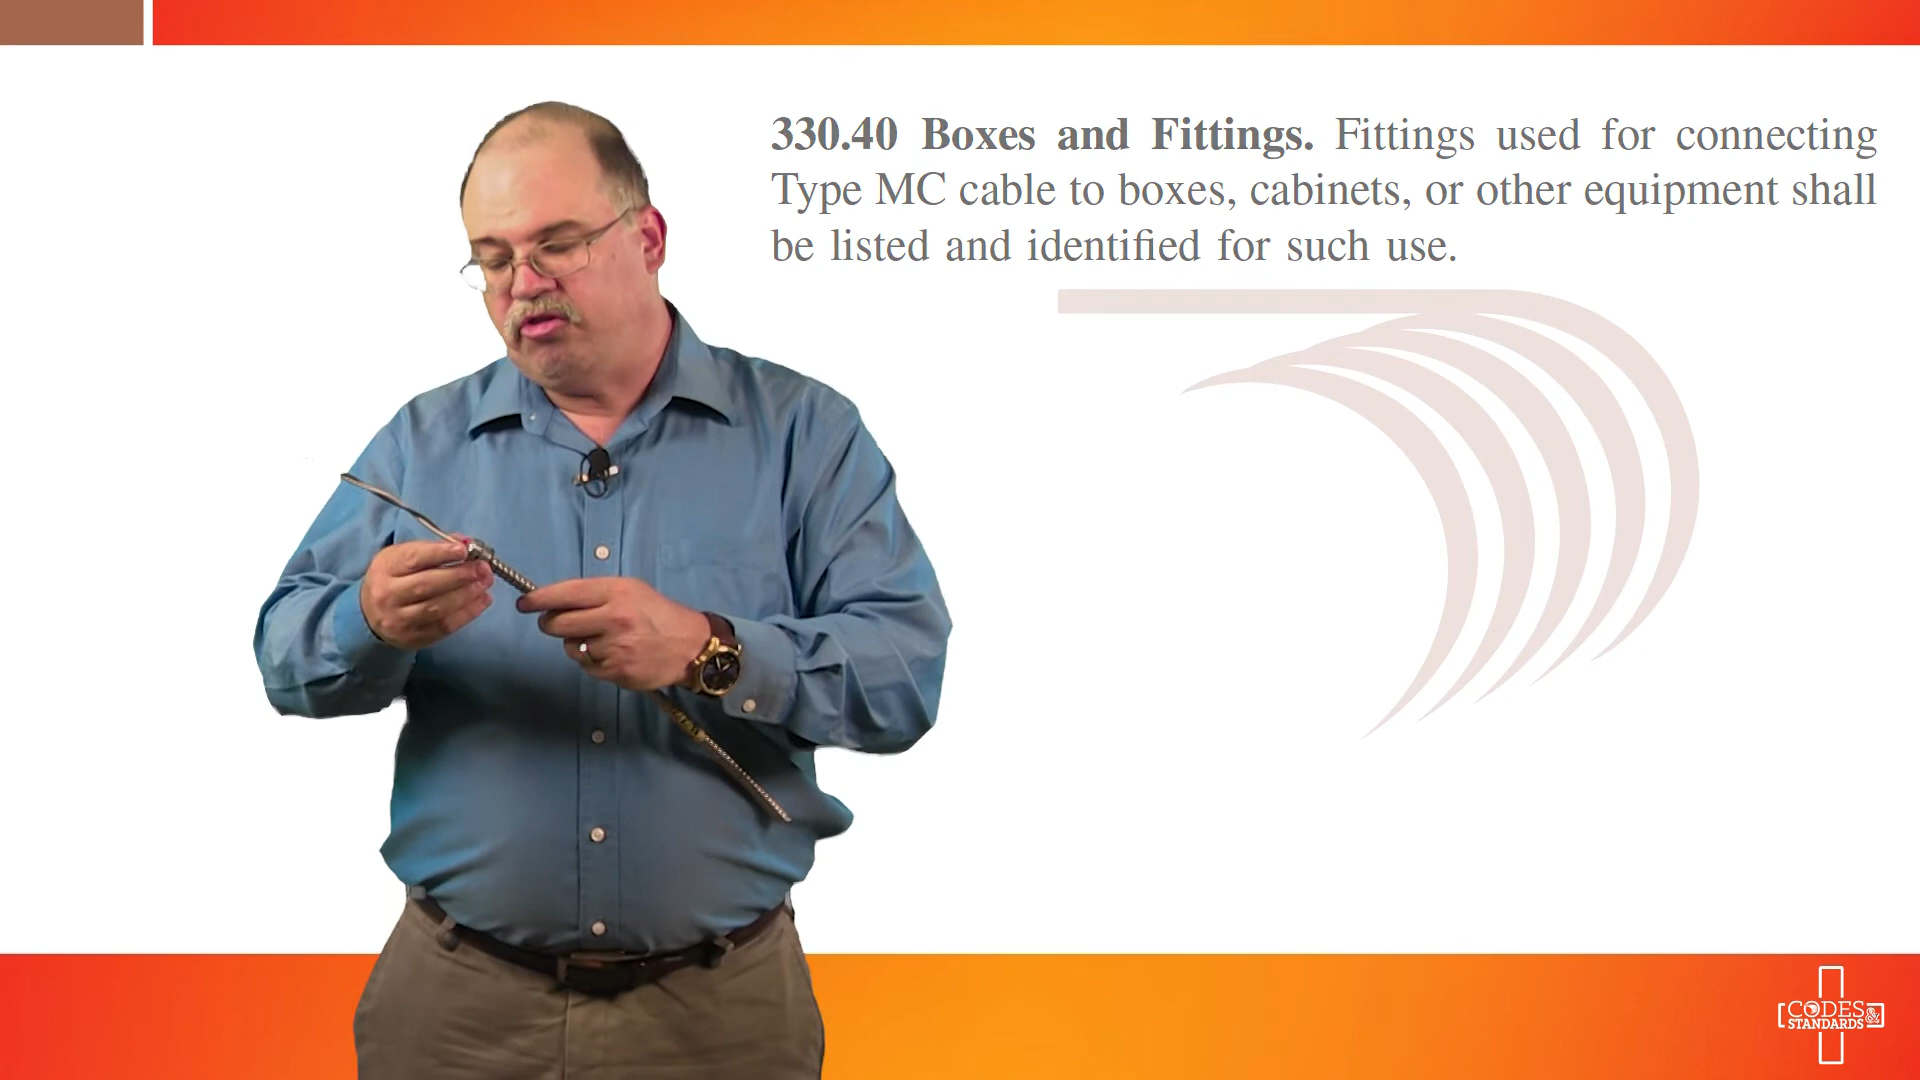 330.40 Boxes and Fittings. Fittings used for connecting
Type MC cable to boxes, cabinets, or other equipment shall
be listed and identified for such use.
CODES&
STANDARDS